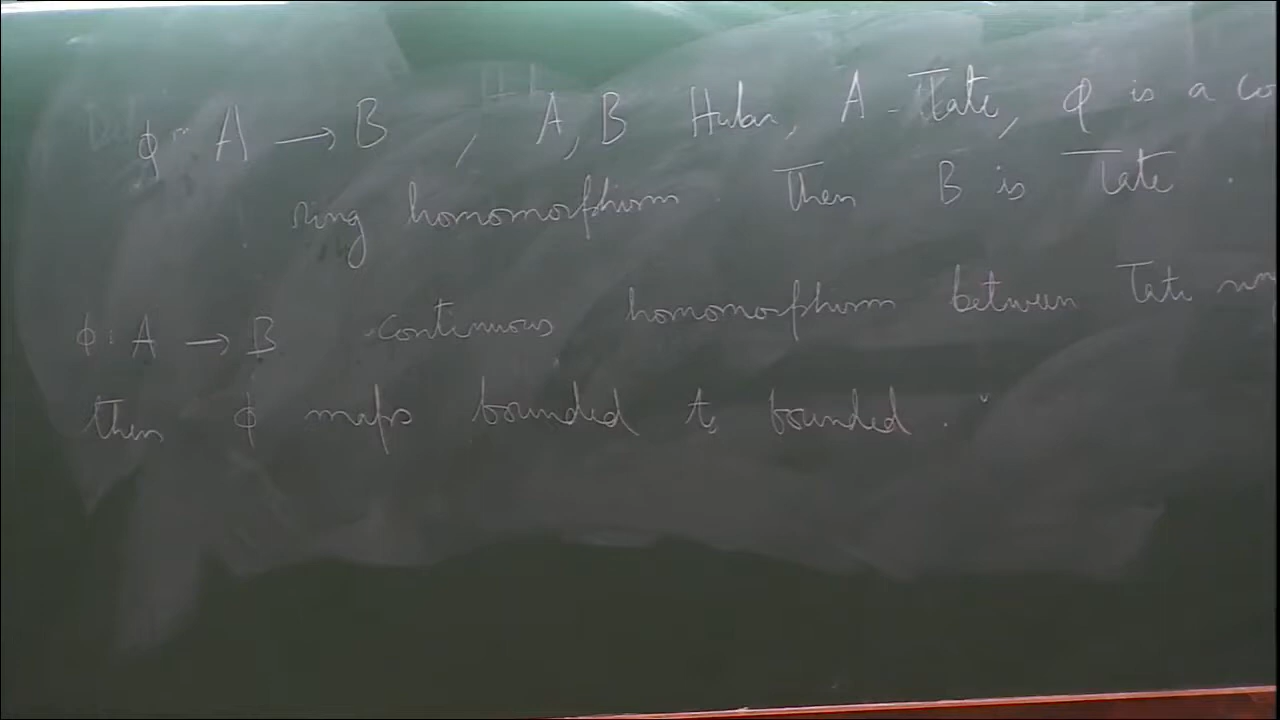 φ: A → B , A, B Huber, A - Tate, φ is a co
ring homomorphism. Then B is Tate .
φ: A → B continuous homomorphism between Tate
then φ maps bounded to bounded .